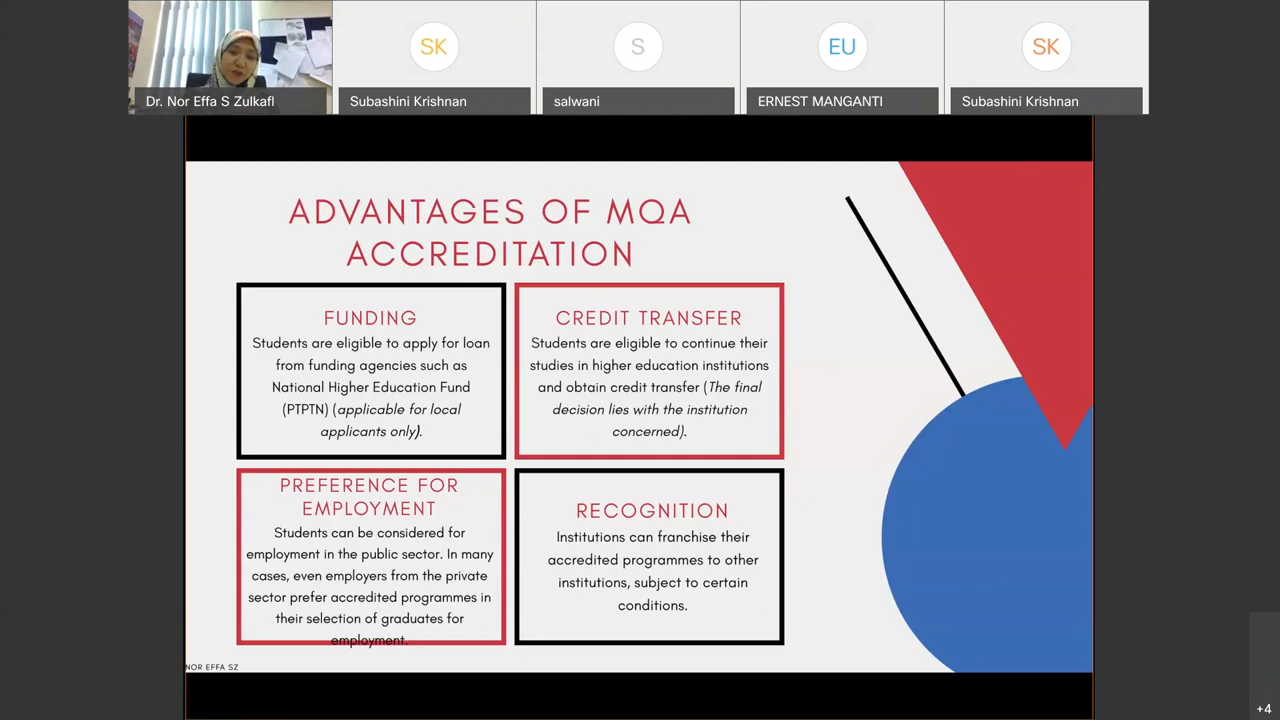 SK
S
EU
SK
Dr. Nor Effa S Zulkafl
Subashini Krishnan
salwani
ERNEST MANGANTI
Subashini Krishnan
ADVANTAGES OF MQA
ACCREDITATION
FUNDING
Students are eligible to apply for loan
from funding agencies such as
National Higher Education Fund
(PTPTN) (applicable for local
applicants only).
CREDIT TRANSFER
Students are eligible to continue their
studies in higher education institutions
and obtain credit transfer (The final
decision lies with the institution
concerned).
PREFERENCE FOR
EMPLOYMENT
Students can be considered for
employment in the public sector. In many
cases, even employers from the private
sector prefer accredited programmes in
their selection of graduates for
employment.
RECOGNITION
Institutions can franchise their
accredited programmes to other
institutions, subject to certain
conditions.
NOR EFFA SZ
+4